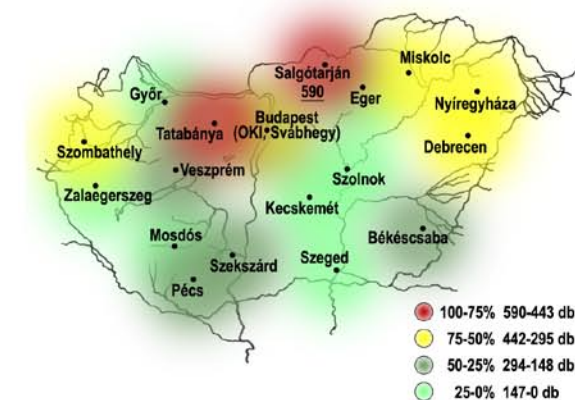 Miskolc
Salgótarján
590
Eger
Győr
Nyíregyháza
Tatabánya
Budapest
(OKI, Svábhegy)
Debrecen
Szombathely
Veszprém
Szolnok
Zalaegerszeg
Kecskemét
Mosdós
Békéscsaba
Szekszárd
Szeged
Pécs
100-75% 590-443 db
75-50% 442-295 db
50-25% 294-148 db
25-0% 147-0 db